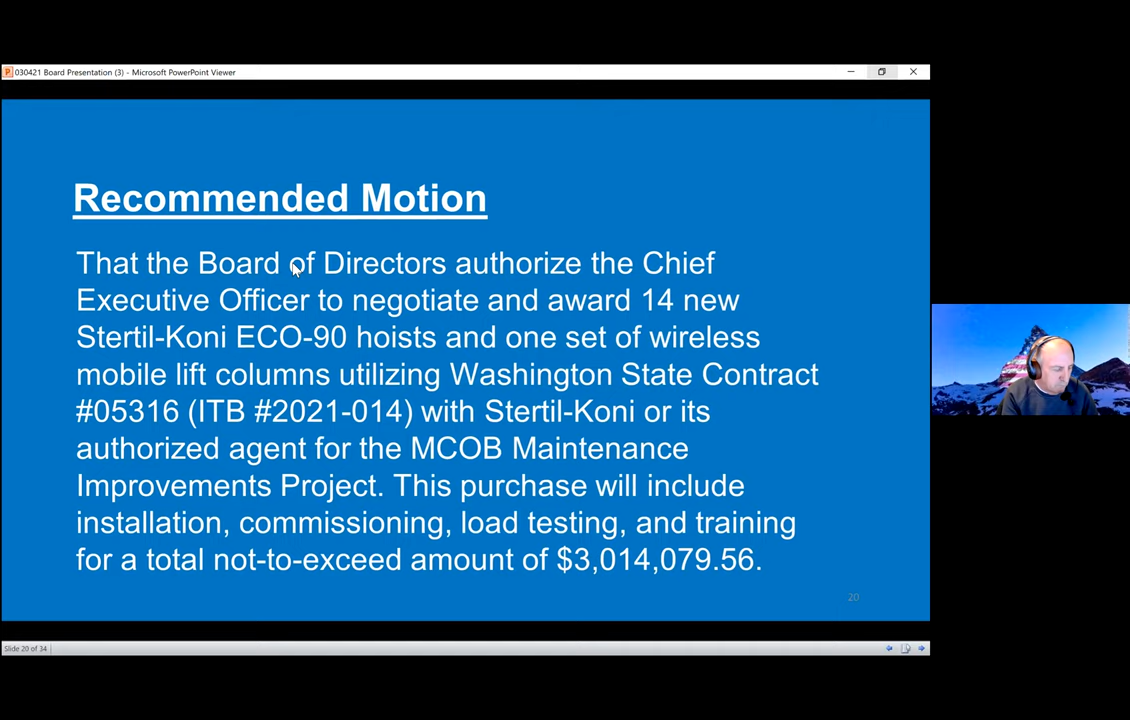 030421 Board Presentation (3) - Microsoft PowerPoint Viewer
Recommended Motion
That the Board of Directors authorize the Chief
Executive Officer to negotiate and award 14 new
Stertil-Koni ECO-90 hoists and one set of wireless
mobile lift columns utilizing Washington State Contract
#05316 (ITB #2021-014) with Stertil-Koni or its
authorized agent for the MCOB Maintenance
Improvements Project. This purchase will include
installation, commissioning, load testing, and training
for a total not-to-exceed amount of $3,014,079.56.
20
Slide 20 of 34